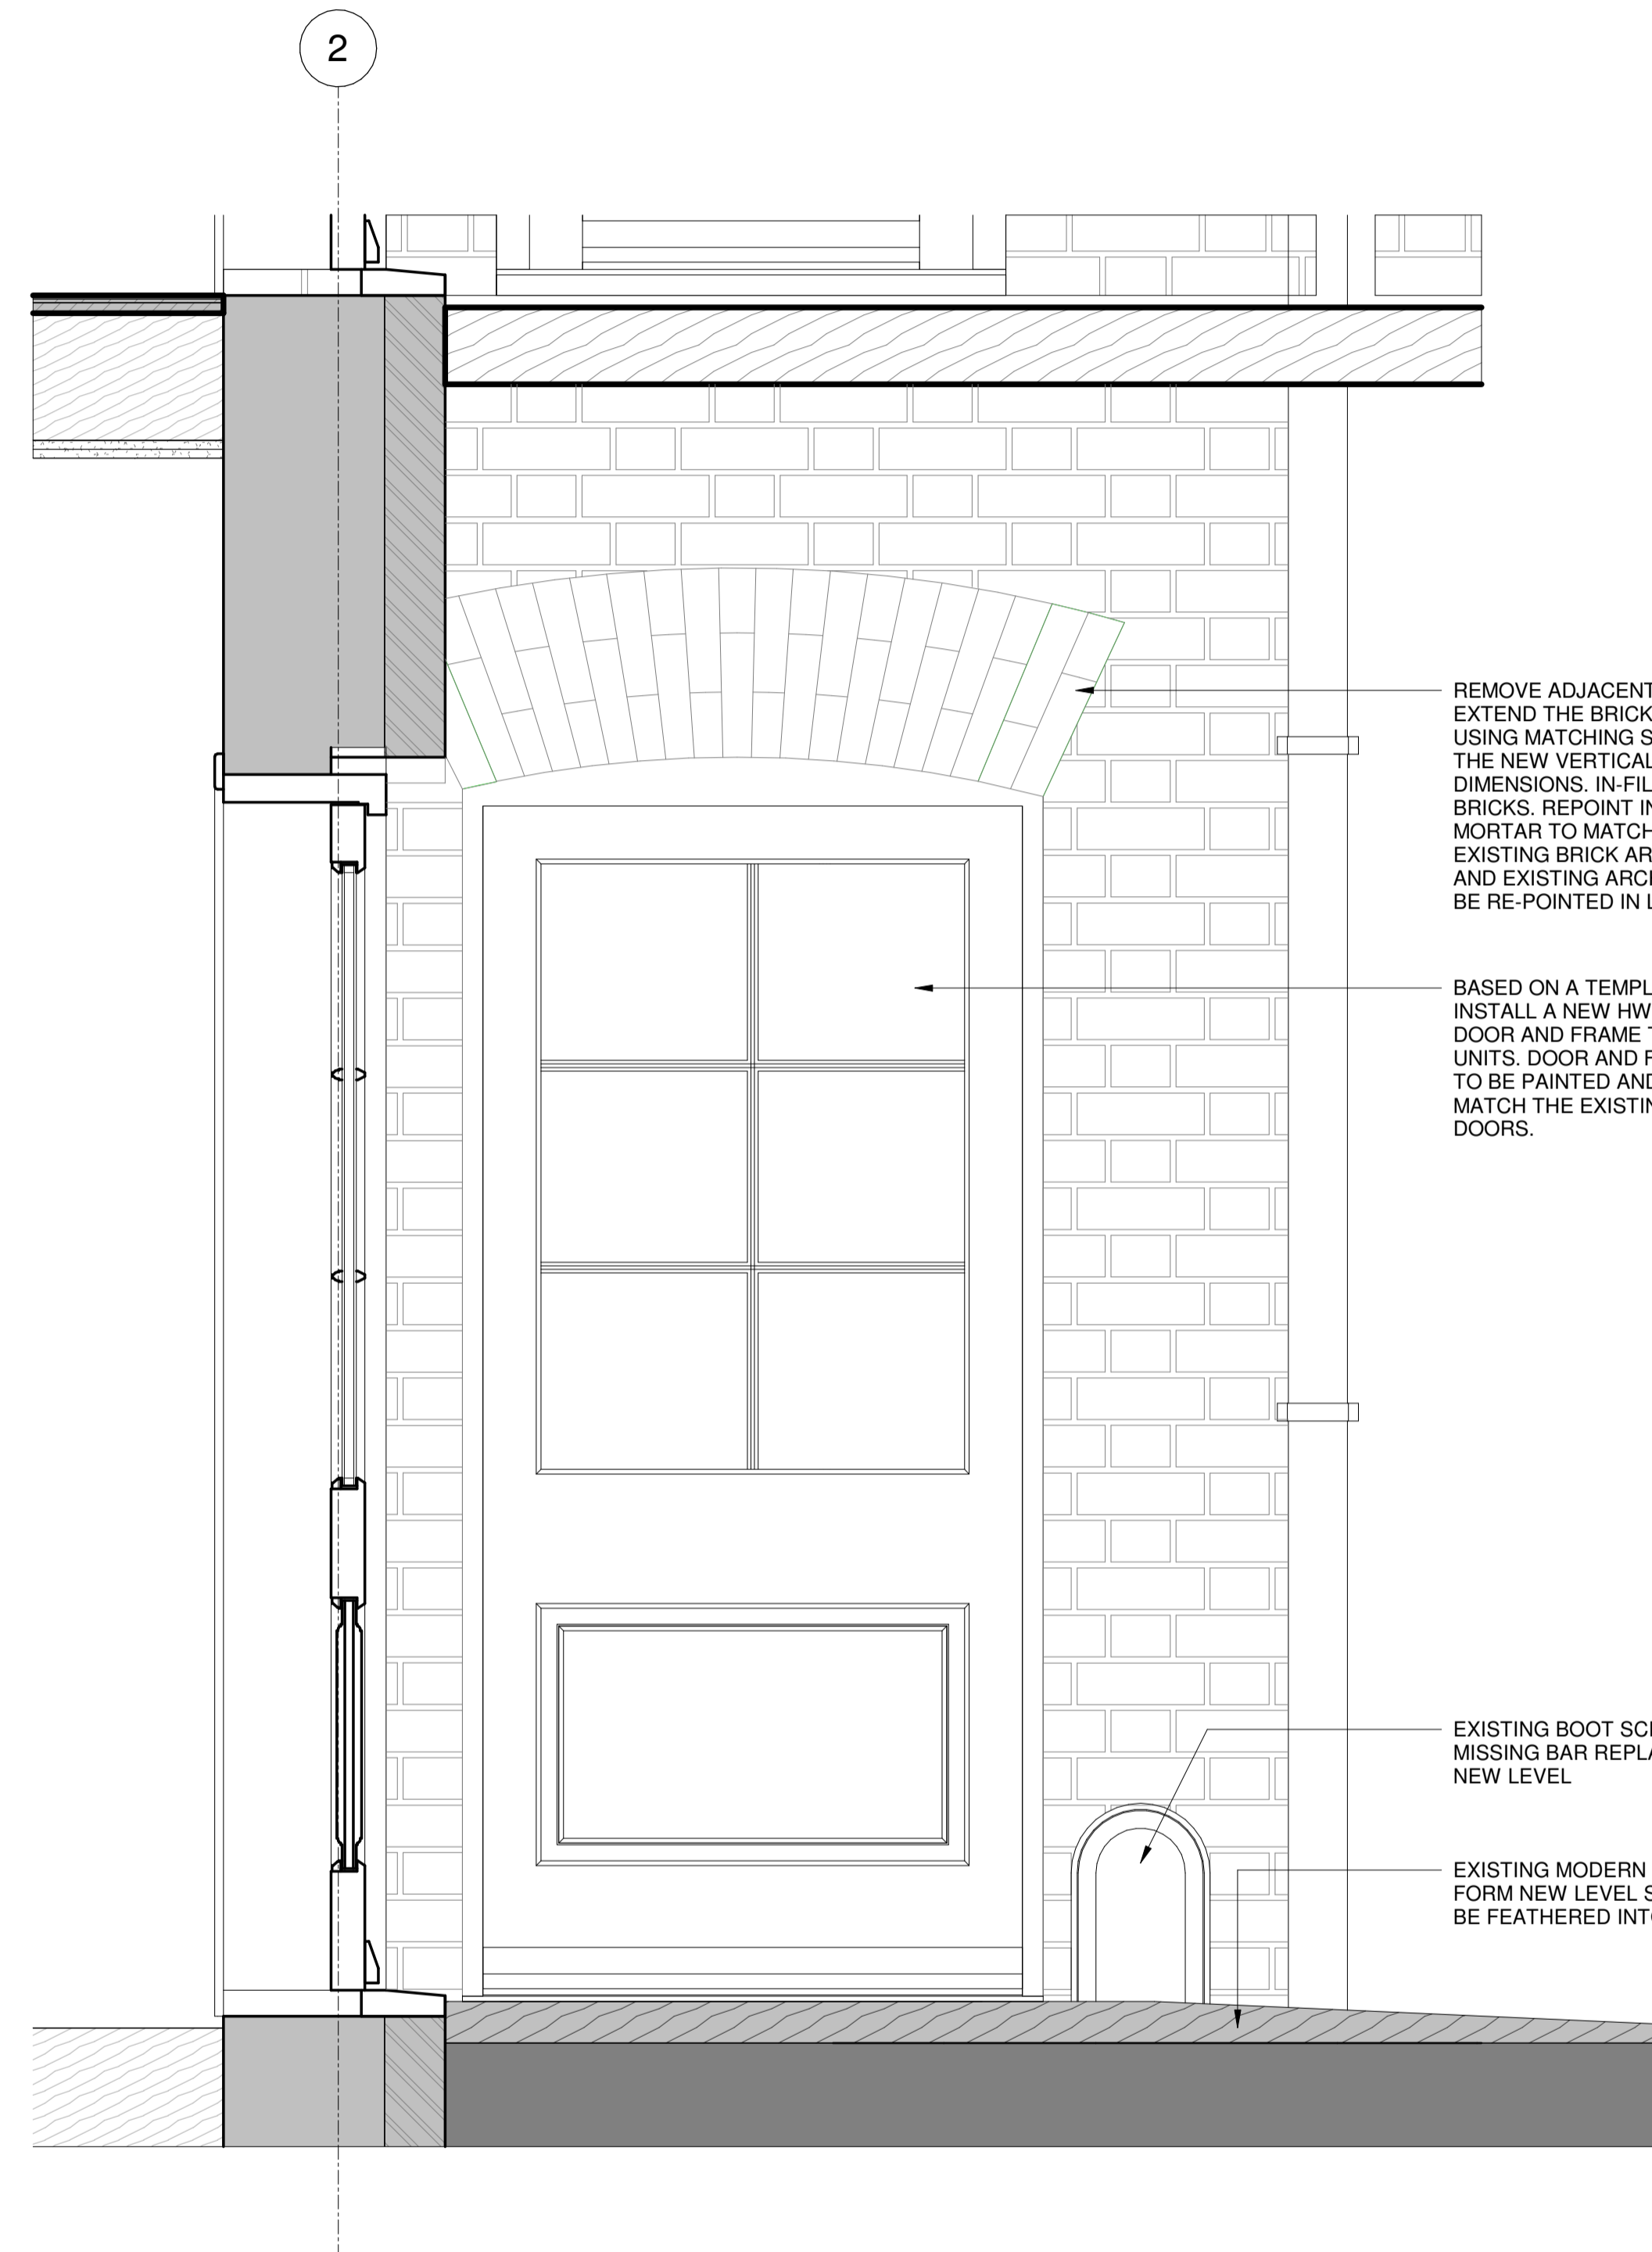 2
REMOVE ADJACENT
EXTEND THE BRICK
USING MATCHING S
THE NEW VERTICAL
DIMENSIONS. IN-FIL
BRICKS. REPOINT IN
MORTAR TO MATCH
EXISTING BRICK AR
AND EXISTING ARC
BE RE-POINTED IN L
BASED ON A TEMPL
INSTALL A NEW HW
DOOR AND FRAME T
UNITS. DOOR AND F
TO BE PAINTED AND
MATCH THE EXISTIN
DOORS.
EXISTING BOOT SC
MISSING BAR REPLA
NEW LEVEL
EXISTING MODERN
FORM NEW LEVEL S
BE FEATHERED INTO